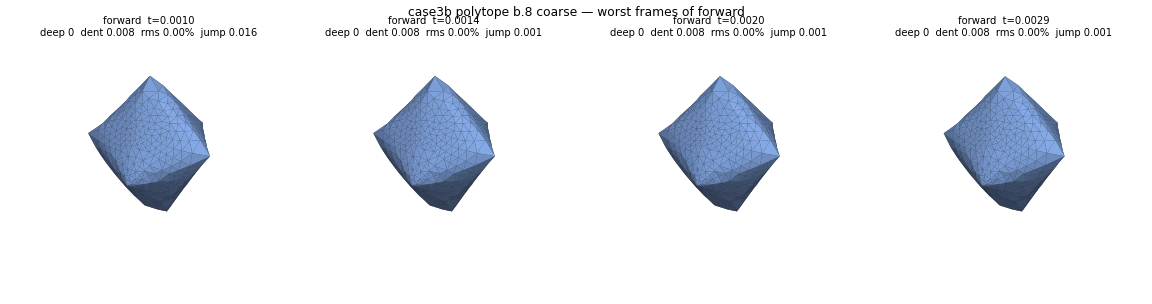 case3b polytope b.8 coarse — worst frames of forward
forward  t=0.0010
deep 0  dent 0.008  rms 0.00%  jump 0.016
forward  t=0.0014
deep 0  dent 0.008  rms 0.00%  jump 0.001
forward  t=0.0020
deep 0  dent 0.008  rms 0.00%  jump 0.001
forward  t=0.0029
deep 0  dent 0.008  rms 0.00%  jump 0.001